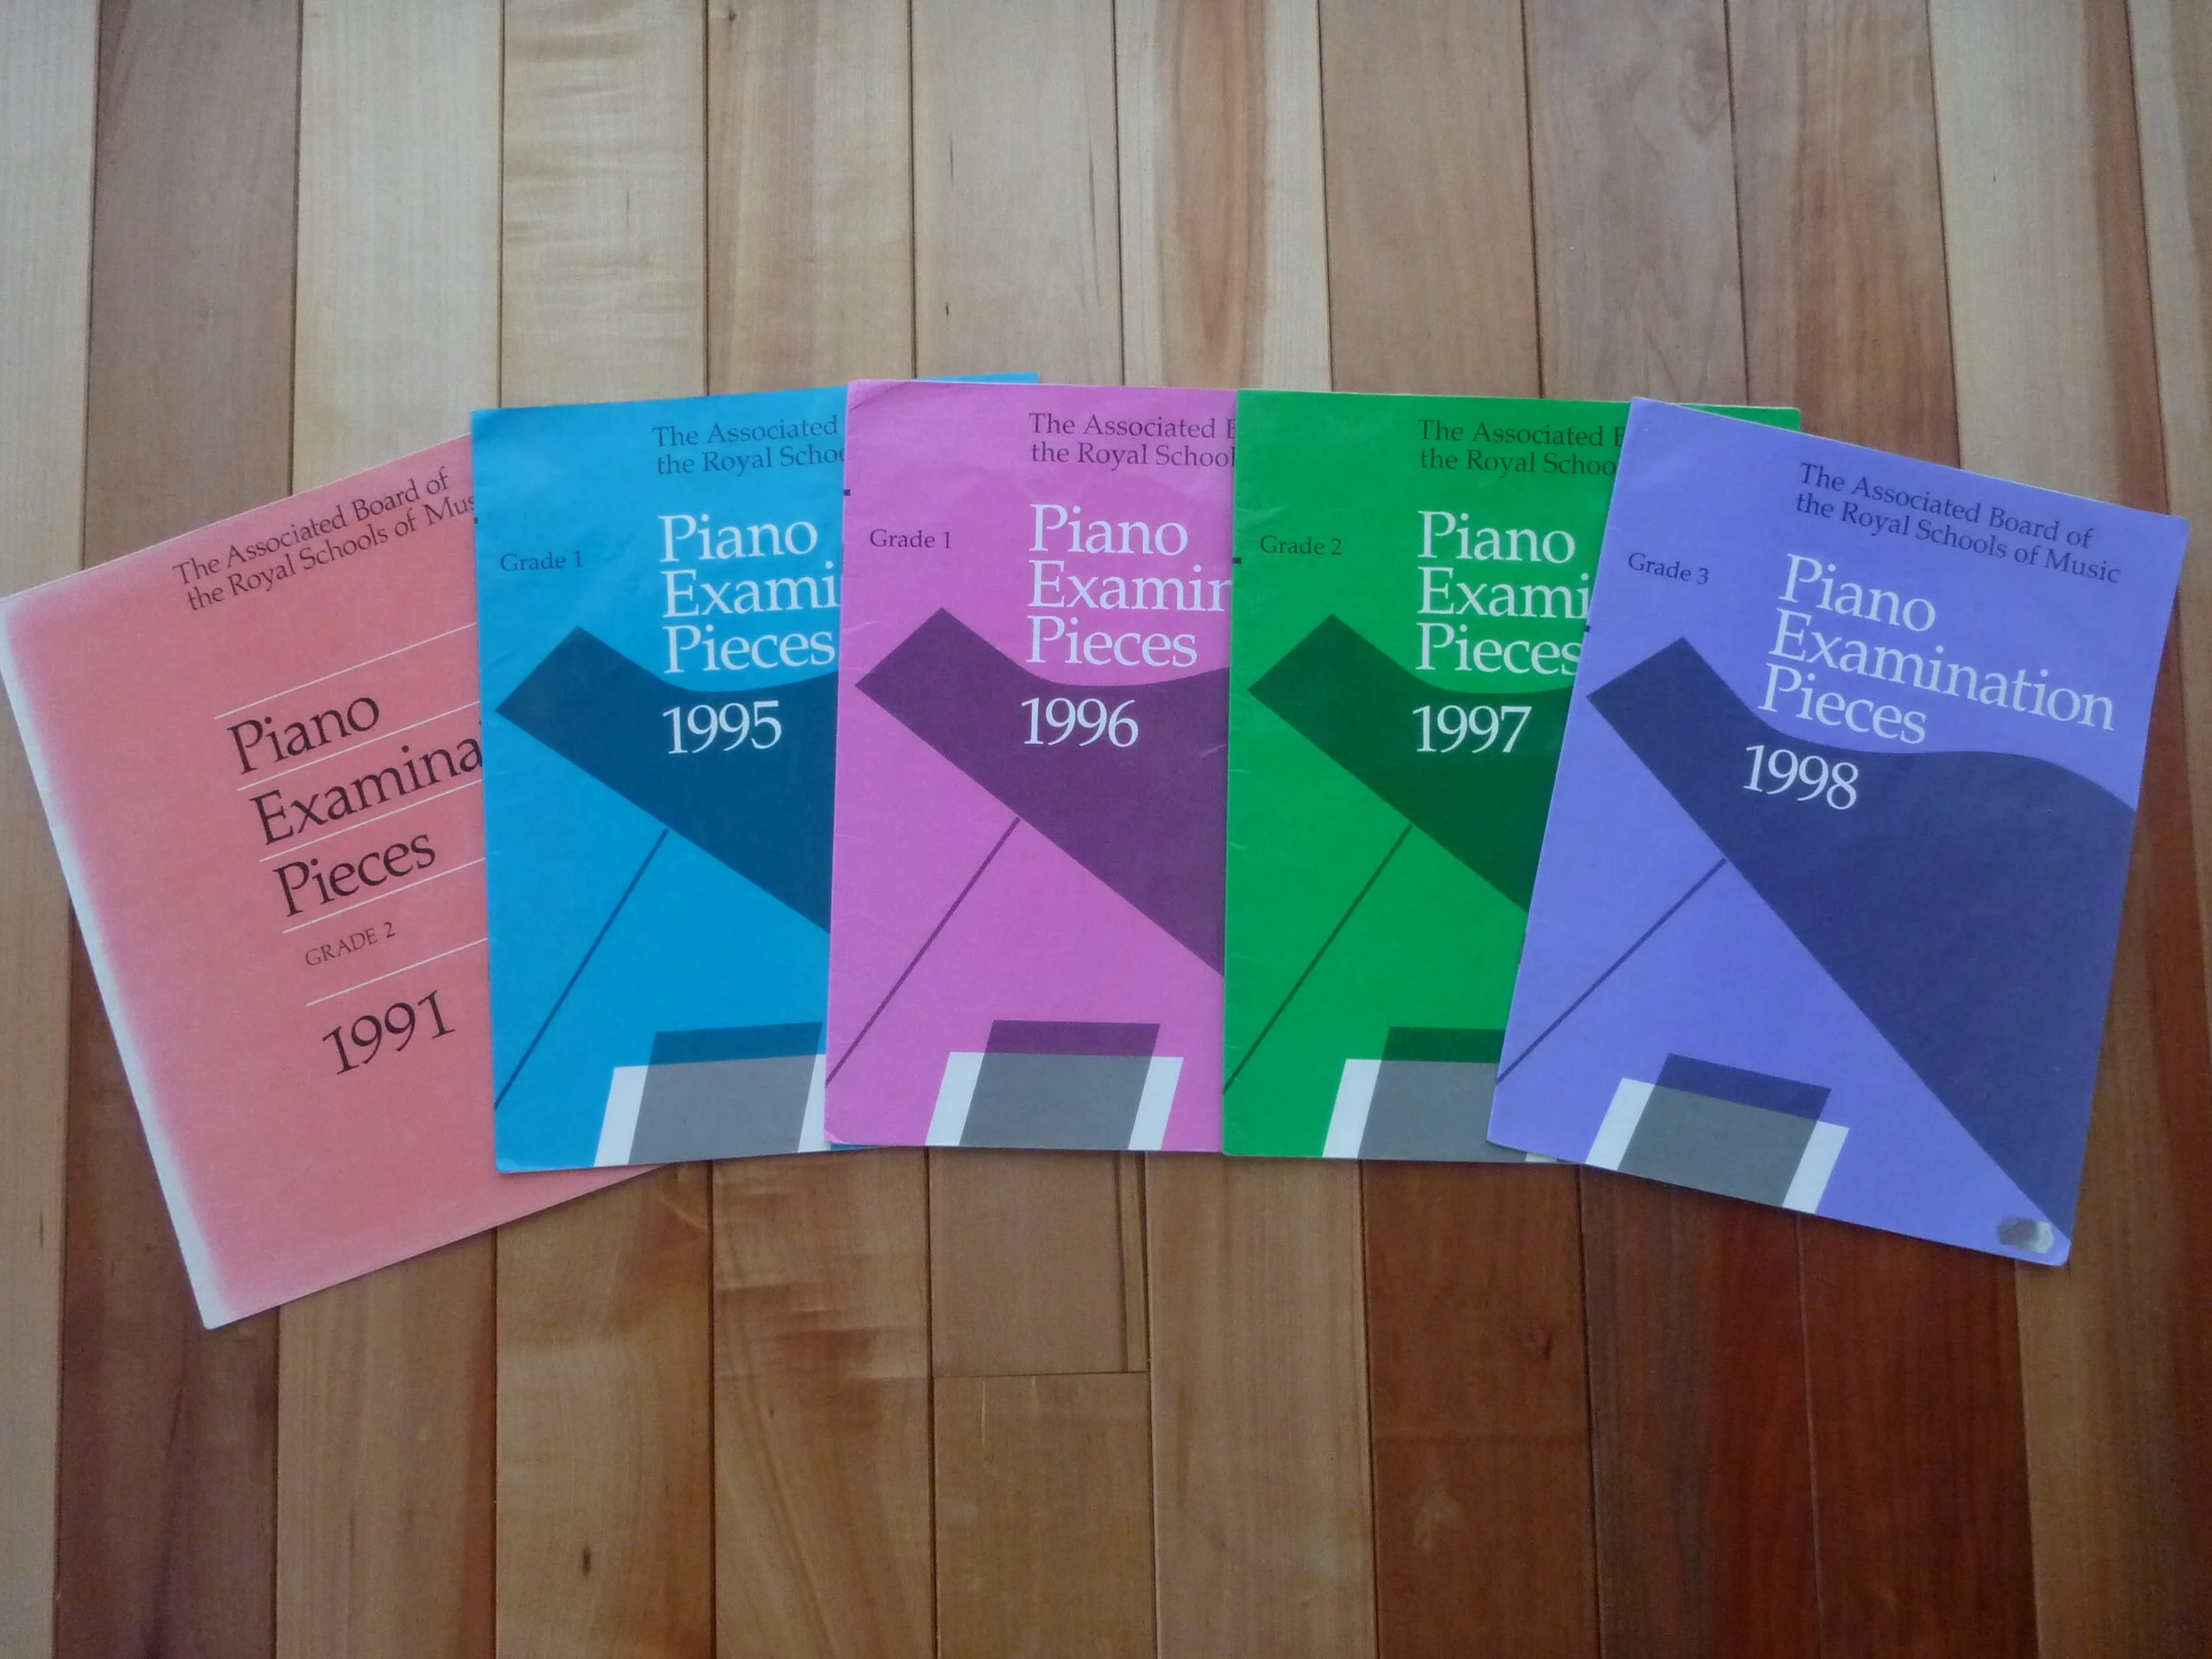 The Associated Board of
the Royal Schools of Mus
Piano
Examina
Pieces
GRADE 2
1991
The Associated
the Royal Schoo
Grade 1
Piano
Exami
Pieces
1995
The Associated B
the Royal School
Grade 1
Piano
Examin
Pieces
1996
The Associated B
the Royal Schoo
Grade 2
Piano
Exami
Pieces
1997
The Associated Board of
the Royal Schools of Music
Grade 3
Piano
Examination
Pieces
1998